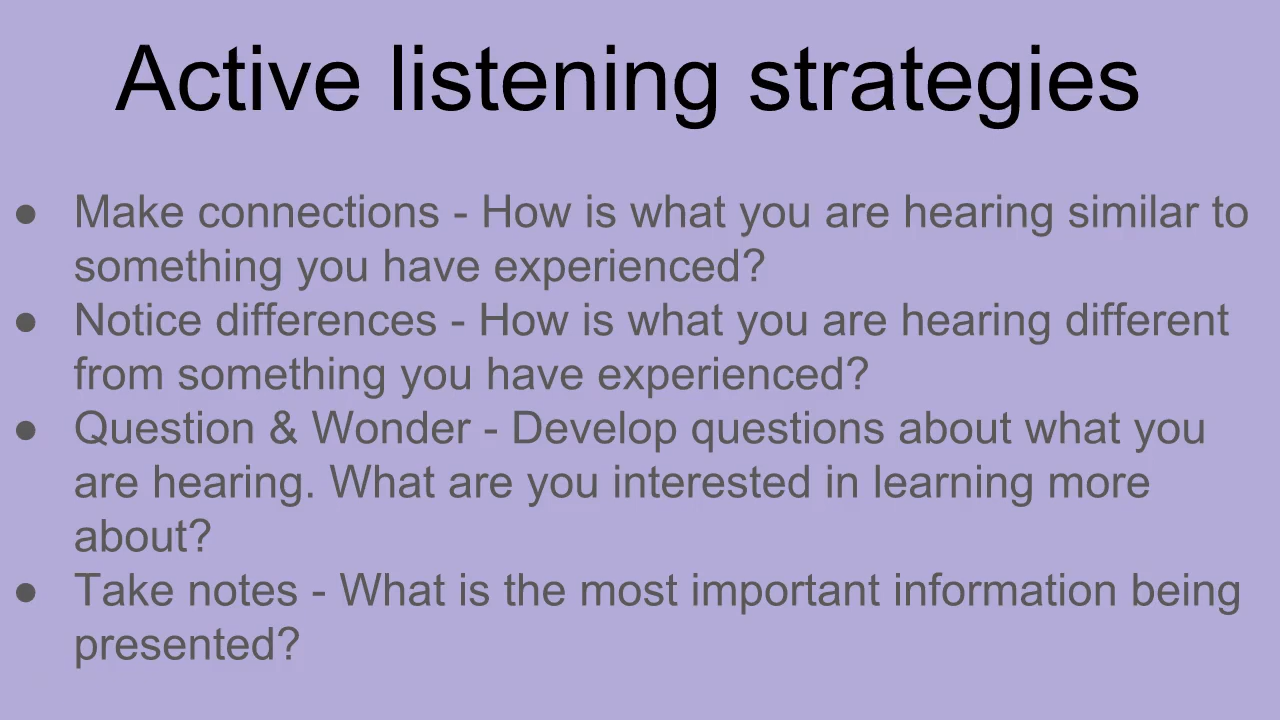 Active listening strategies
● Make connections - How is what you are hearing similar to
something you have experienced?
● Notice differences - How is what you are hearing different
from something you have experienced?
● Question & Wonder - Develop questions about what you
are hearing. What are you interested in learning more
about?
● Take notes - What is the most important information being
presented?